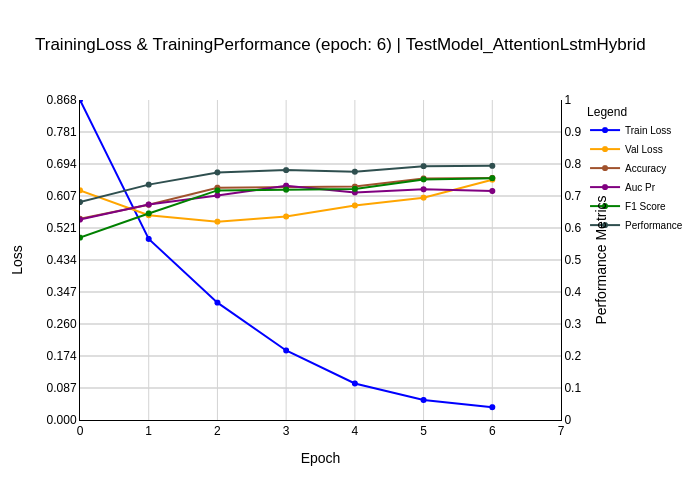 TrainingLoss & TrainingPerformance (epoch: 6) | TestModel_AttentionLstmHybrid
0.868
0.781
0.694
0.607
0.521
0.434
0.347
0.260
0.174
0.087
0.000
Loss
0 1 2 3 4 5 6 7
Epoch
1
0.9
0.8
0.7
0.6
0.5
0.4
0.3
0.2
0.1
0
Performance Metrics
Legend
Train Loss
Val Loss
Accuracy
Auc Pr
F1 Score
Performance